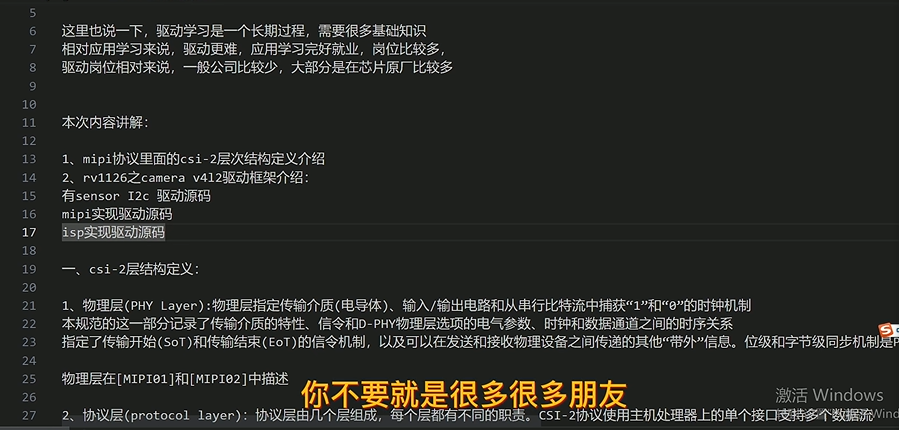 5
6 这里也说一下，驱动学习是一个长期过程，需要很多基础知识
7 相对应用学习来说，驱动更难，应用学习完好就业，岗位比较多，
8 驱动岗位相对来说，一般公司比较少，大部分是在芯片原厂比较多
9
10
11 本次内容讲解：
12
13 1、mipi协议里面的csi-2层次结构定义介绍
14 2、rv1126之camera v4l2驱动框架介绍：
15 有sensor I2c 驱动源码
16 mipi实现驱动源码
17 isp实现驱动源码
18
19 一、csi-2层结构定义：
20
21 1、物理层(PHY Layer):物理层指定传输介质(电导体)、输入/输出电路和从串行比特流中捕获“1”和“0”的时钟机制
22 本规范的这一部分记录了传输介质的特性、信令和D-PHY物理层选项的电气参数、时钟和数据通道之间的时序关系
23 指定了传输开始(SoT)和传输结束(EoT)的信令机制，以及可以在发送和接收物理设备之间传递的其他“带外”信息。位级和字节级同步机制是
24
25 物理层在[MIPI01]和[MIPI02]中描述
26
27 2、协议层(protocol layer)：协议层由几个层组成，每个层都有不同的职责。CSI-2协议使用主机处理器上的单个接口支持多个数据流
你不要就是很多很多朋友
激活 Windows